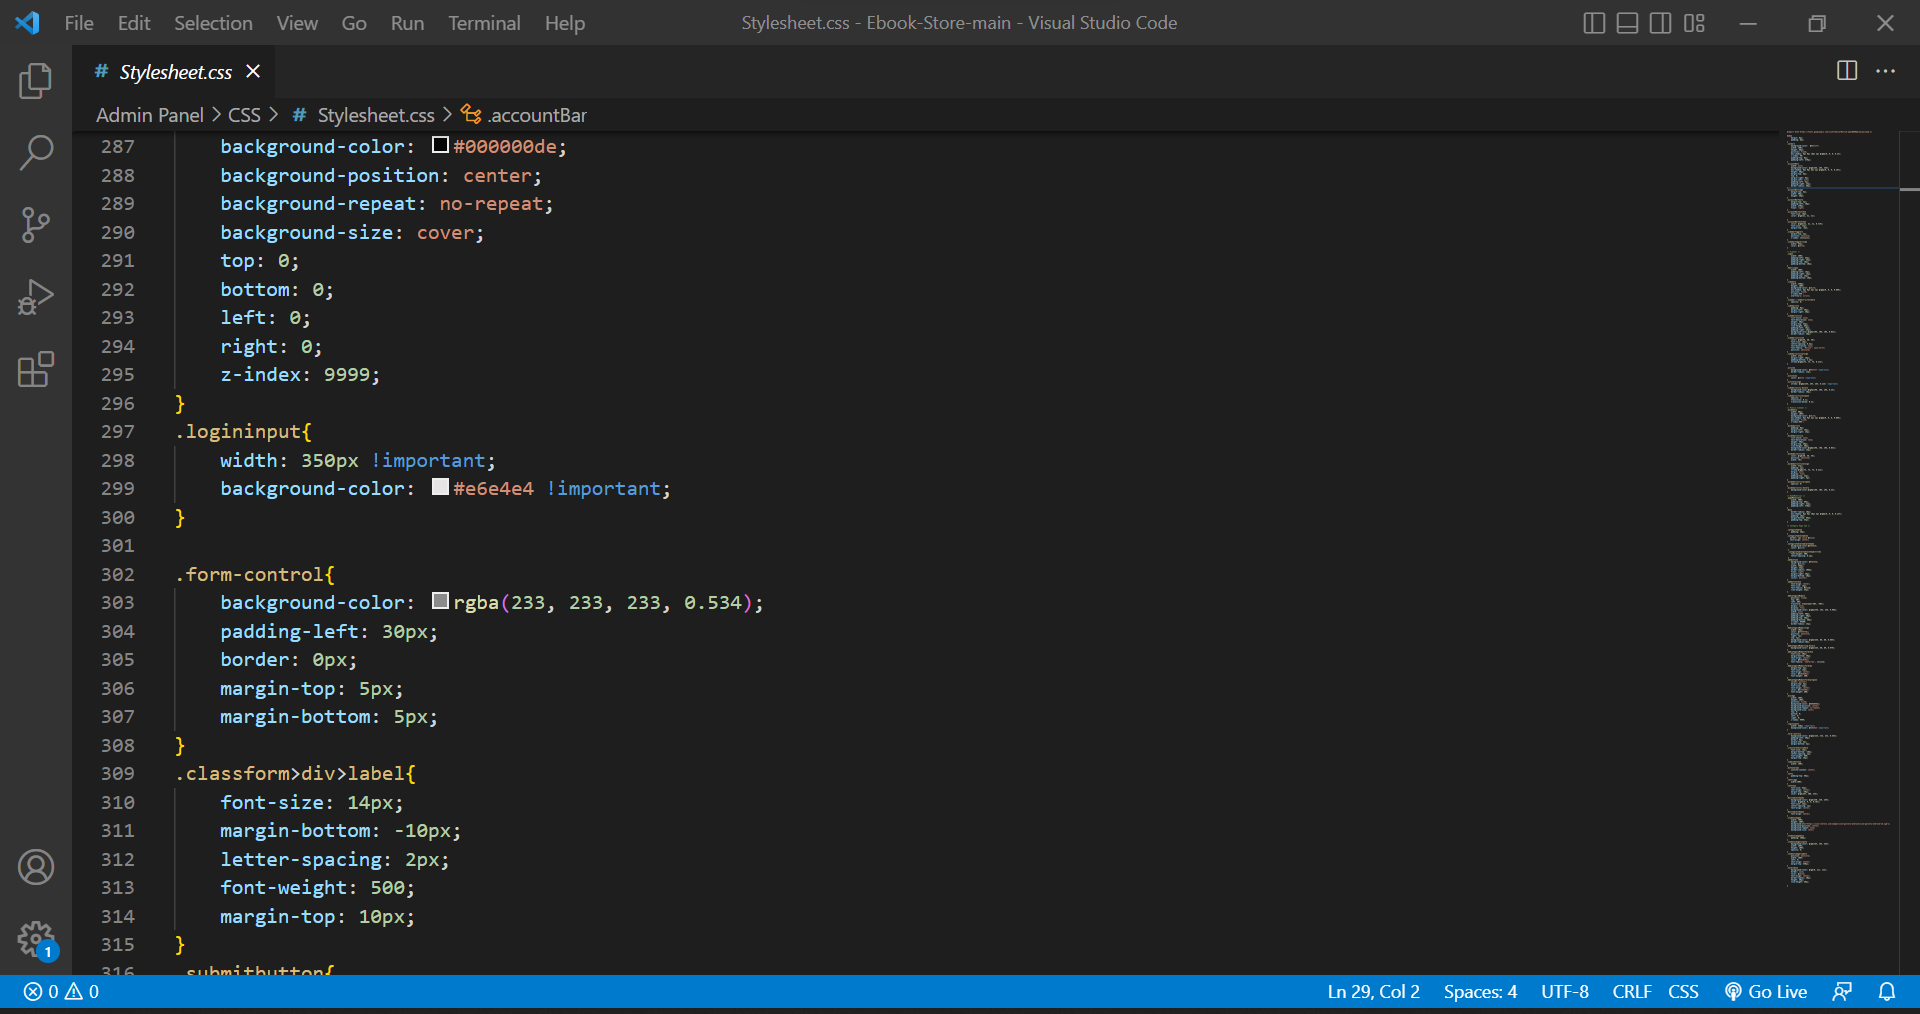 File Edit Selection View Go Run Terminal Help Stylesheet.css - Ebook-Store-main - Visual Studio Code
# Stylesheet.css
Admin Panel > CSS > # Stylesheet.css > .accountBar
287 background-color: #000000de;
288 background-position: center;
289 background-repeat: no-repeat;
290 background-size: cover;
291 top: 0;
292 bottom: 0;
293 left: 0;
294 right: 0;
295 z-index: 9999;
296 }
297 .logininput{
298 width: 350px !important;
299 background-color: #e6e4e4 !important;
300 }
301
302 .form-control{
303 background-color: rgba(233, 233, 233, 0.534);
304 padding-left: 30px;
305 border: 0px;
306 margin-top: 5px;
307 margin-bottom: 5px;
308 }
309 .classform>div>label{
310 font-size: 14px;
311 margin-bottom: -10px;
312 letter-spacing: 2px;
313 font-weight: 500;
314 margin-top: 10px;
315 }
316 .submitbutton{
1
0 0 Ln 29, Col 2 Spaces: 4 UTF-8 CRLF CSS Go Live